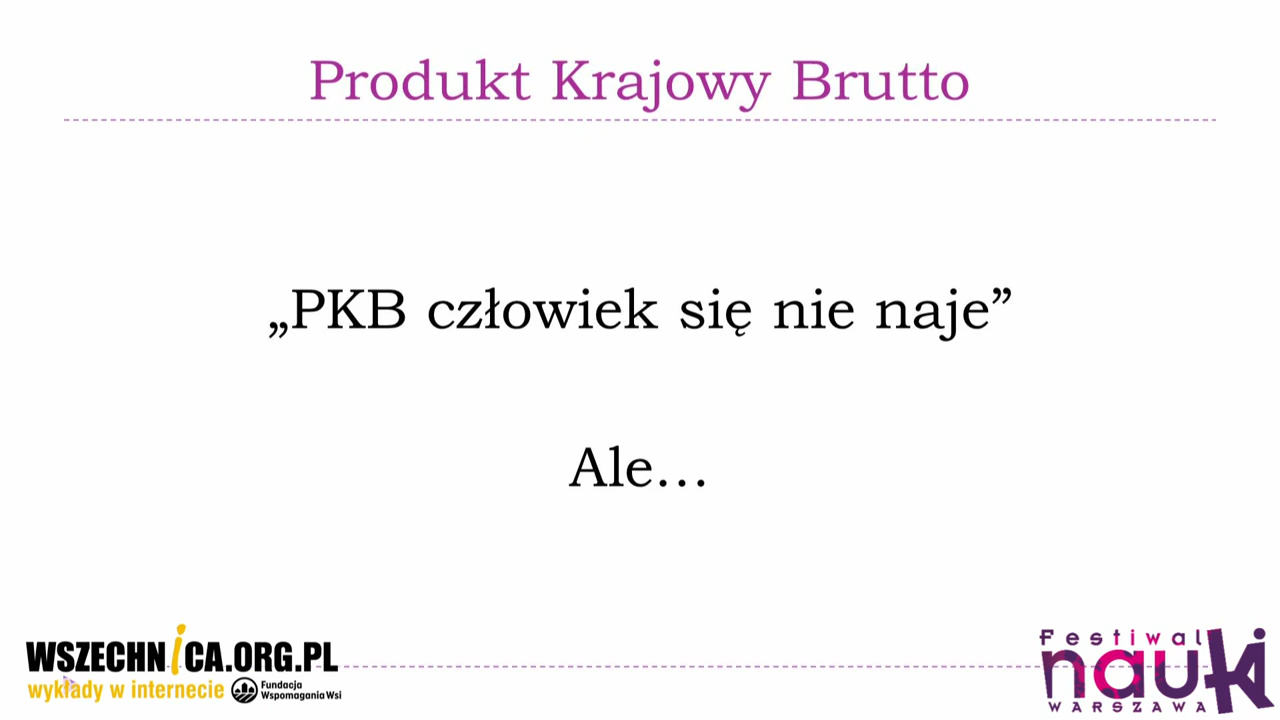 Produkt Krajowy Brutto
„PKB człowiek się nie naje”
Ale...
WSZECHNiCA.ORG.PL
wykłady w internecie
Fundacja
Wspomagania Wsi
Festiwal
nauki
WARSZAWA